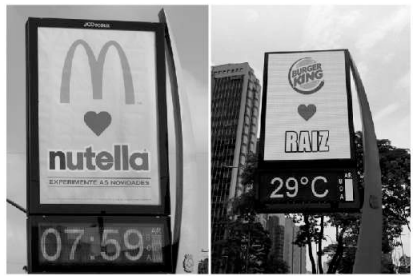 JCDecaux
nutella
EXPERIMENTE AS NOVIDADES
07:59
BURGER
KING
RAIZ
29°C